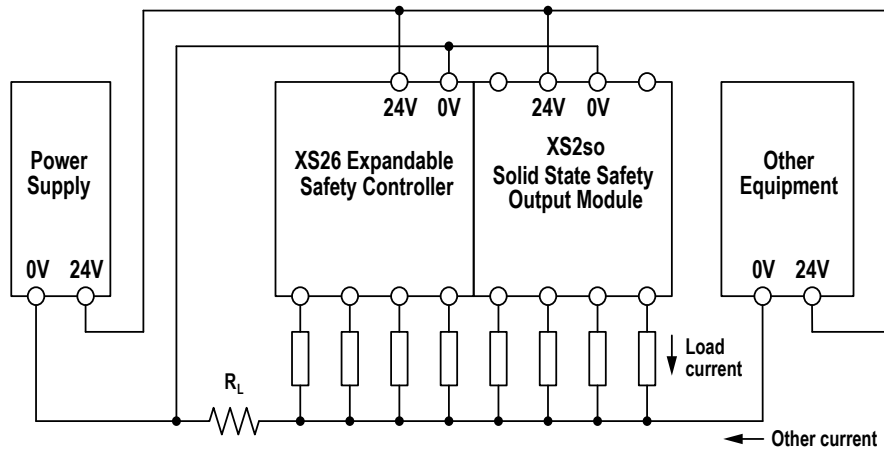 24V
0V
24V
0V
Power
Supply
XS26 Expandable
Safety Controller
XS2so
Solid State Safety
Output Module
Other
Equipment
0V
24V
0V
24V
Load
current
RL
Other current